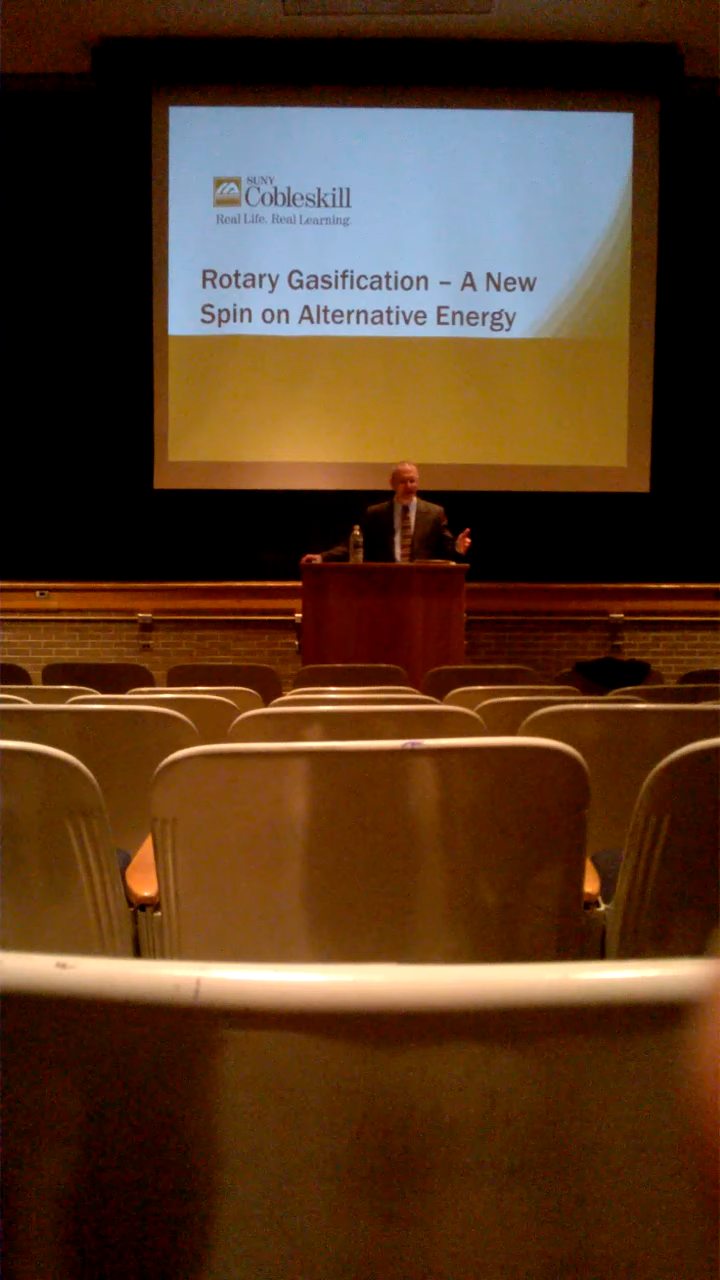 SUNY
Cobleskill
Real Life. Real Learning.
Rotary Gasification – A New
Spin on Alternative Energy